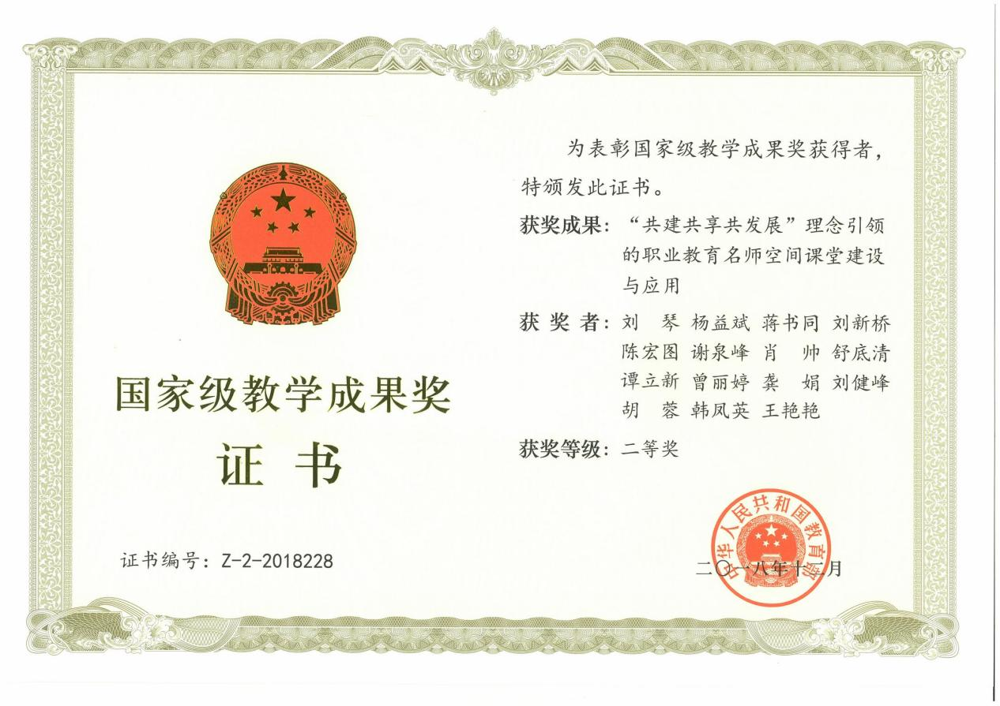 国家级教学成果奖
证书
证书编号：Z-2-2018228
为表彰国家级教学成果奖获得者，
特颁发此证书。
获奖成果：“共建共享共发展”理念引领
的职业教育名师空间课堂建设
与应用
获奖者：刘琴 杨益斌 蒋书同 刘新桥
陈宏图 谢泉峰 肖帅 舒底清
谭立新 曾丽婷 龚娟 刘健峰
胡蓉 韩凤英 王艳艳
获奖等级：二等奖
中华人民共和国教育部
二〇一八年十二月